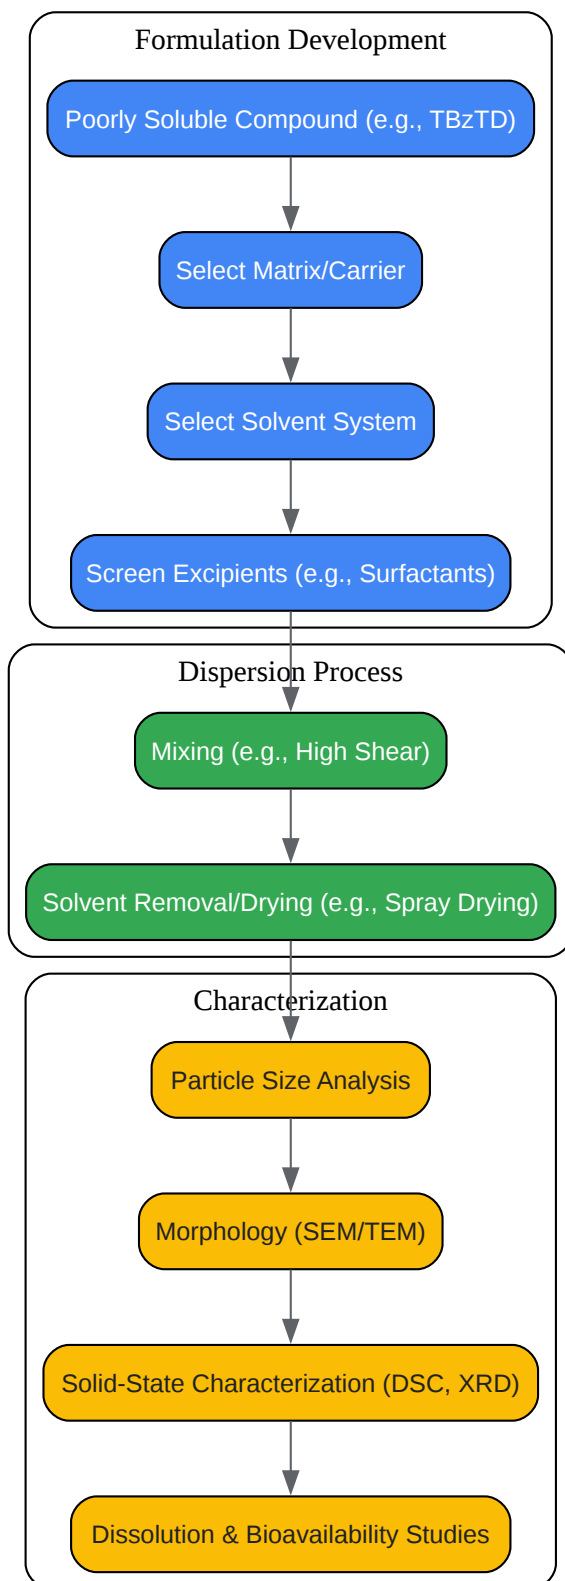 Formulation Development
Poorly Soluble Compound (e.g., TBzTD)
Select Matrix/Carrier
Select Solvent System
Screen Excipients (e.g., Surfactants)
Dispersion Process
Mixing (e.g., High Shear)
Solvent Removal/Drying (e.g., Spray Drying)
Characterization
Particle Size Analysis
Morphology (SEM/TEM)
Solid-State Characterization (DSC, XRD)
Dissolution & Bioavailability Studies